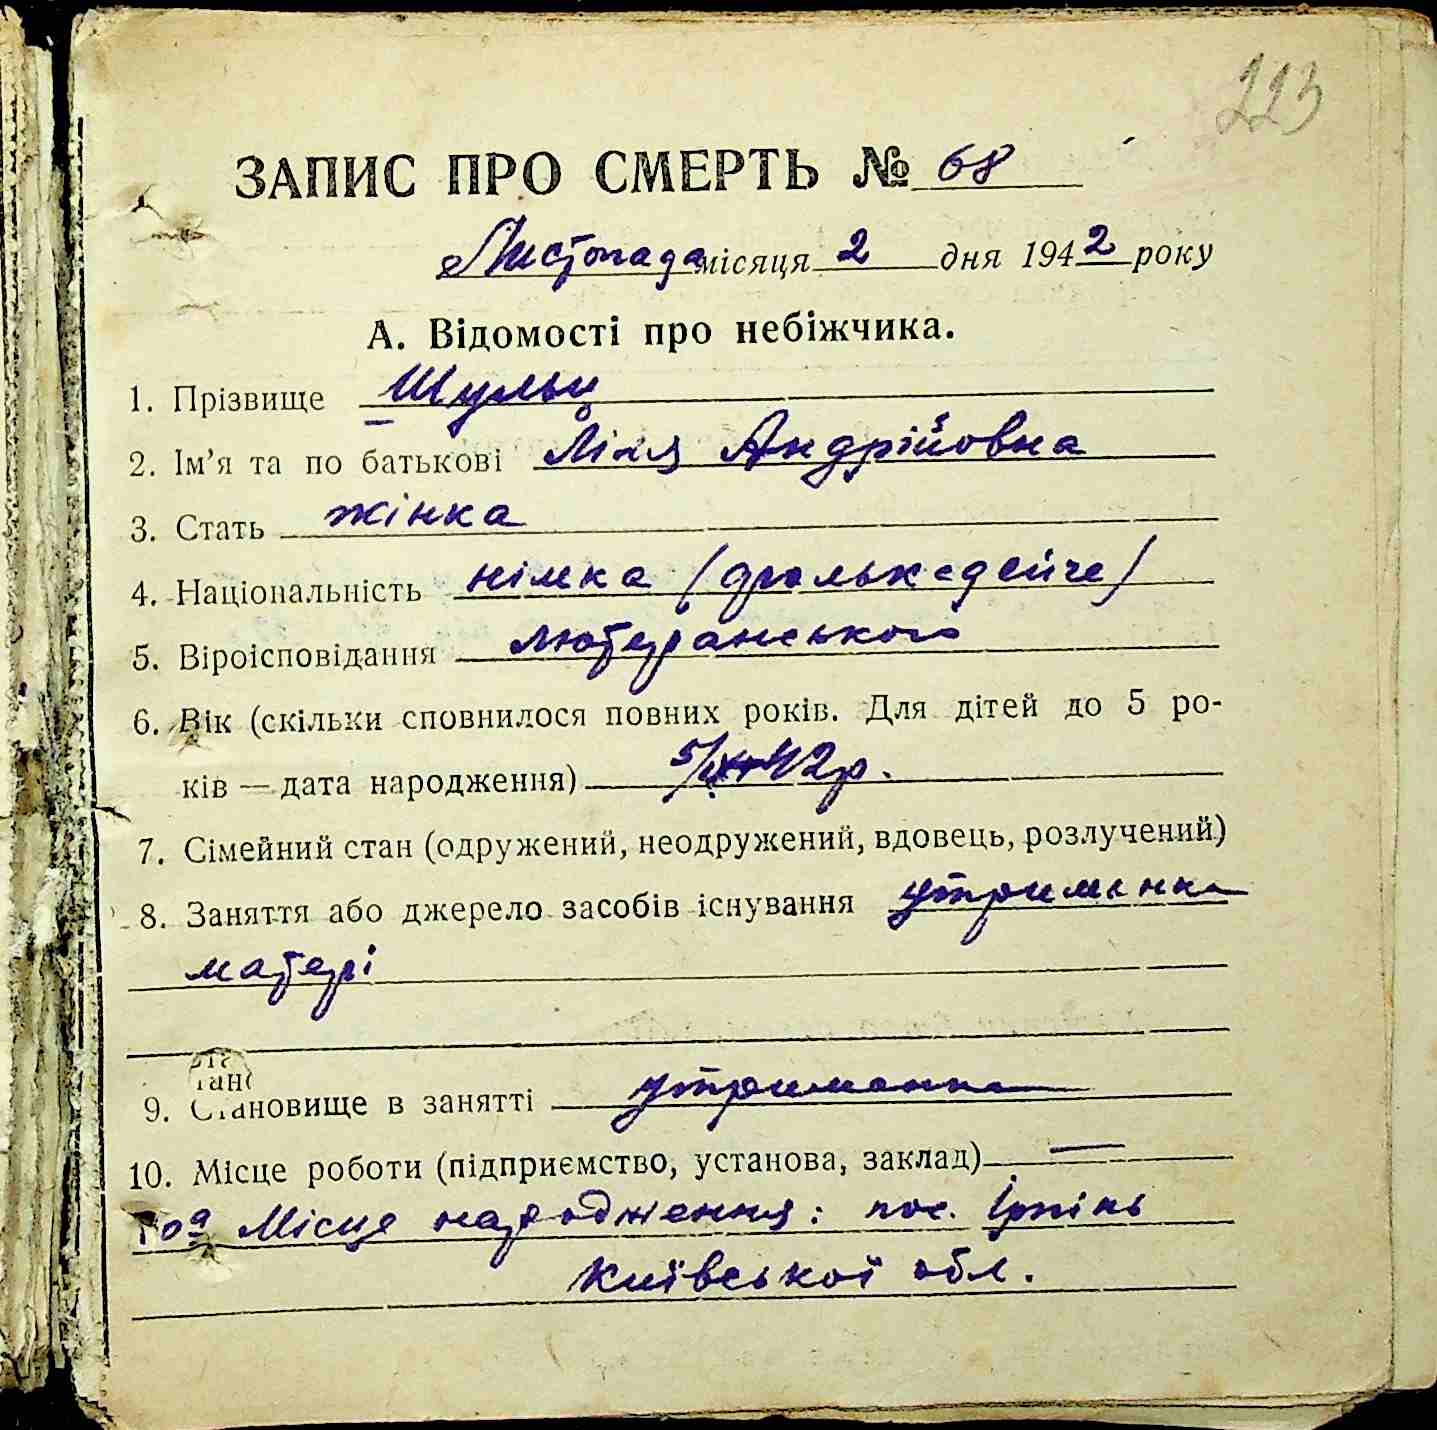 223
ЗАПИС ПРО СМЕРТЬ № 68
Листопада місяця 2 дня 1942 року
А. Відомості про небіжчика.
1. Прізвище Шульц
2. Ім’я та по батькові Ліля Андрійовна
3. Стать жінка
4. Національність німка (фольксдейче)
5. Віроісповідання лютеранського
6. Вік (скільки сповнилося повних років. Для дітей до 5 ро-
ків — дата народження) 42р.
7. Сімейний стан (одружений, неодружений, вдовець, розлучений)
8. Заняття або джерело засобів існування утриманка
матері
9. Становище в занятті утриманка
10. Місце роботи (підприємство, установа, заклад) —
10а Місце народження: пос. Ірпінь
Київської обл.